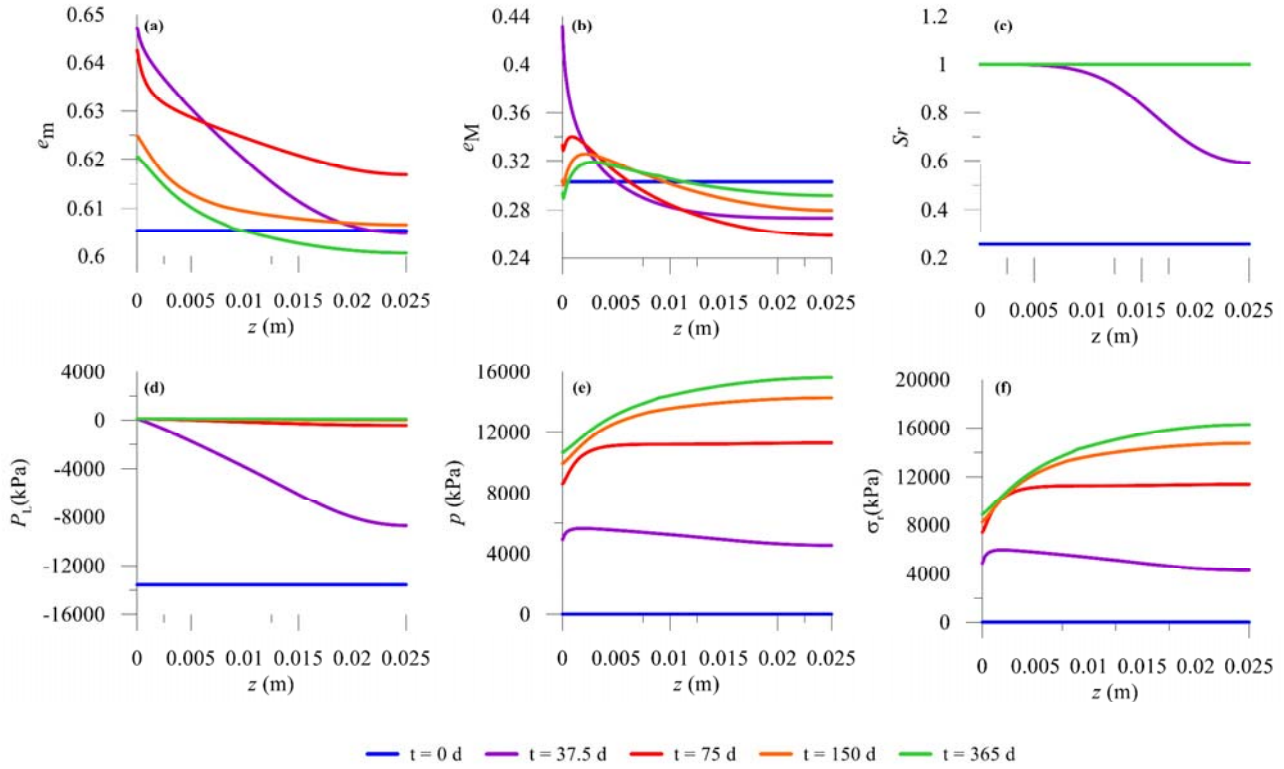 (a)
0.65
0.64
0.63
0.62
0.61
0.6
em
0 0.005 0.01 0.015 0.02 0.025
z (m)
(b)
0.44
0.4
0.36
0.32
0.28
0.24
eM
0 0.005 0.01 0.015 0.02 0.025
z (m)
(c)
1.2
1
0.8
0.6
0.4
0.2
Sr
0 0.005 0.01 0.015 0.02 0.025
z (m)
(d)
4000
0
-4000
-8000
-12000
-16000
PL(kPa)
0 0.005 0.01 0.015 0.02 0.025
z (m)
(e)
16000
12000
8000
4000
0
p (kPa)
0 0.005 0.01 0.015 0.02 0.025
z (m)
(f)
20000
16000
12000
8000
4000
0
σr(kPa)
0 0.005 0.01 0.015 0.02 0.025
z (m)
t = 0 d t = 37.5 d t = 75 d t = 150 d t = 365 d